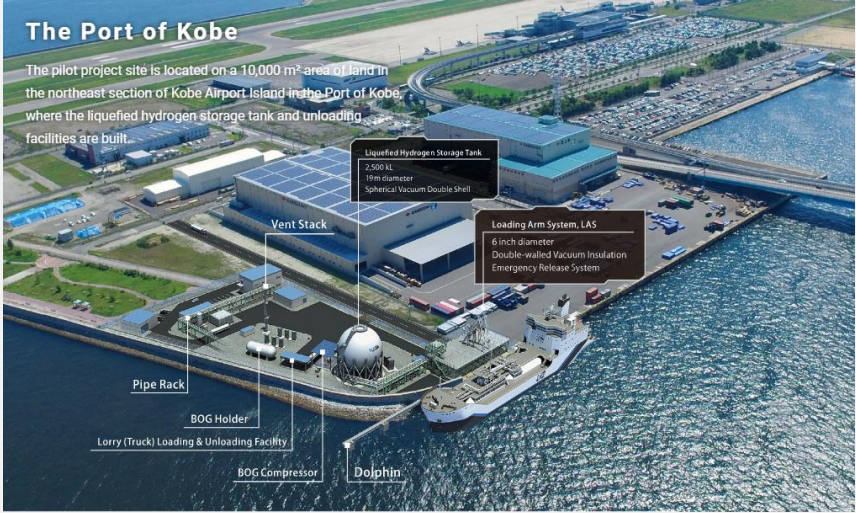 The Port of Kobe
The pilot project site is located on a 10,000 m² area of land in
the northeast section of Kobe Airport Island in the Port of Kobe,
where the liquefied hydrogen storage tank and unloading
facilities are built.
Liquefied Hydrogen Storage Tank
2,500 kL
19m diameter
Spherical Vacuum Double Shell
Loading Arm System, LAS
6 inch diameter
Double-walled Vacuum Insulation
Emergency Release System
Vent Stack
Pipe Rack
BOG Holder
Lorry (Truck) Loading & Unloading Facility
BOG Compressor
Dolphin